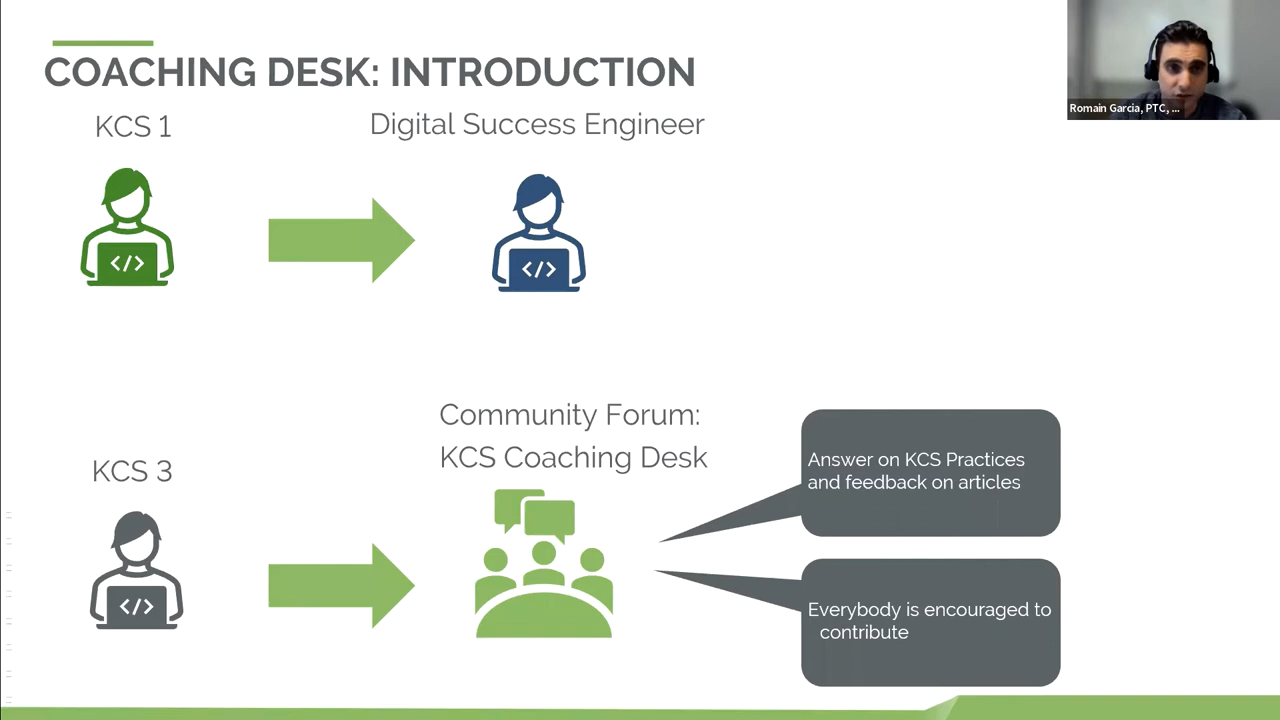 COACHING DESK: INTRODUCTION
KCS 1
Digital Success Engineer
</>
</>
Romain Garcia, PTC, ...
Community Forum:
KCS Coaching Desk
KCS 3
</>
Answer on KCS Practices
and feedback on articles
Everybody is encouraged to
contribute